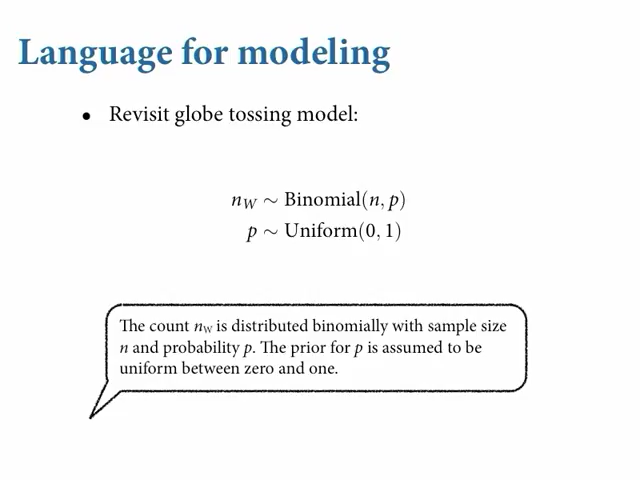 Language for modeling
• Revisit globe tossing model:
n_W ∼ Binomial(n, p)
p ∼ Uniform(0, 1)
The count n_W is distributed binomially with sample size
n and probability p. The prior for p is assumed to be
uniform between zero and one.